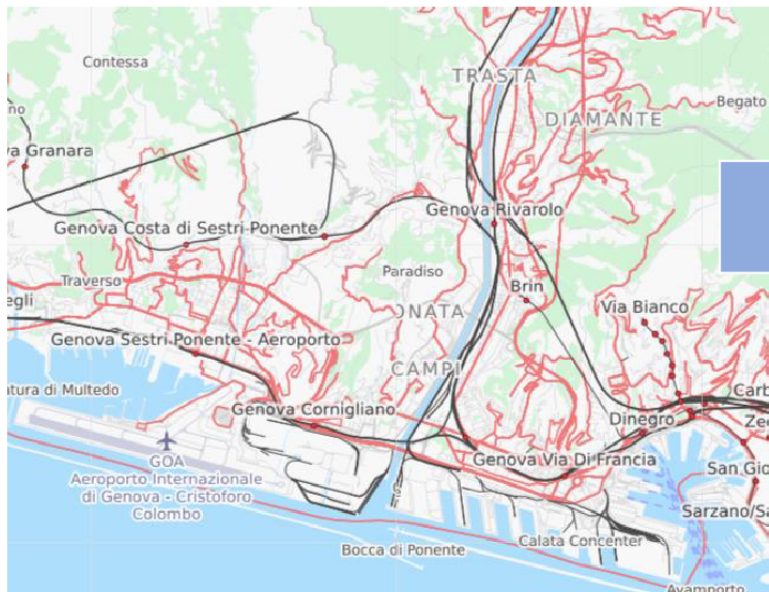 Contessa
TRASTA
DIAMANTE
Begato
no
va Granara
Genova Rivarolo
Genova Costa di Sestri Ponente
Traverso
Paradiso
Brin
egli
ONATA
Via Bianco
Genova Sestri Ponente - Aeroporto
CAMPI
atura di Multedo
Carb
Genova Cornigliano
Dinegro
Ze
GOA
Aeroporto Internazionale
di Genova - Cristoforo
Colombo
Genova Via Di Francia
San Gio
Sarzano/Sa
Bocca di Ponente
Calata Concenter
Avamporto